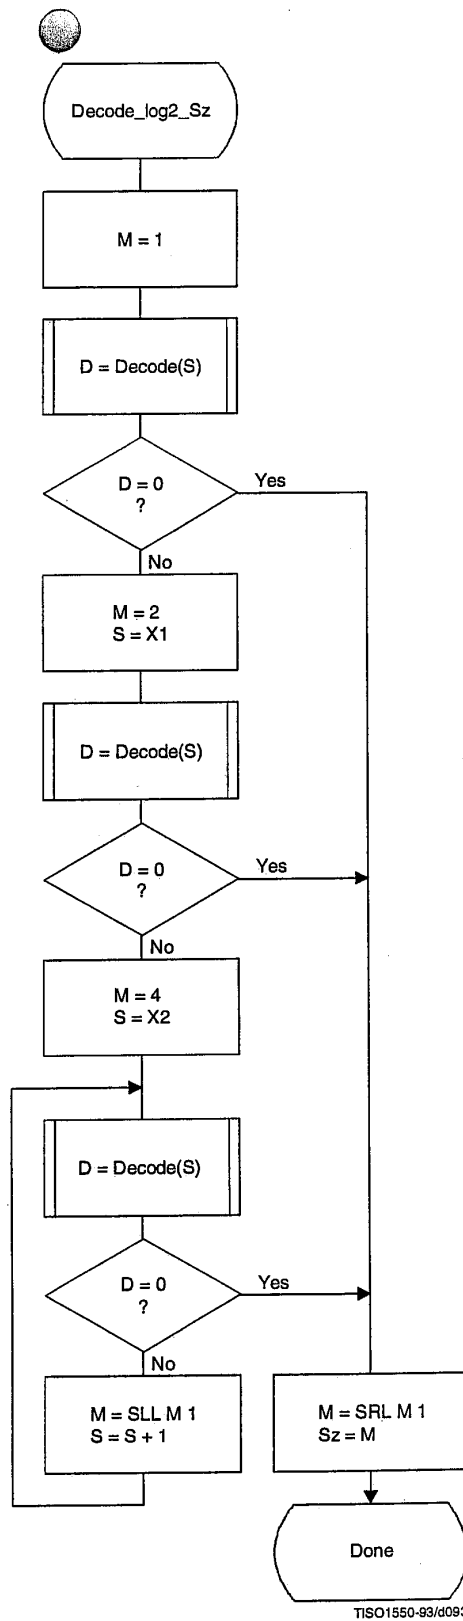 Decode_log2_Sz
M = 1
D = Decode(S)
D = 0
?
Yes
No
M = 2
S = X1
D = Decode(S)
D = 0
?
Yes
No
M = 4
S = X2
D = Decode(S)
D = 0
?
Yes
No
M = SLL M 1
S = S + 1
M = SRL M 1
Sz = M
Done